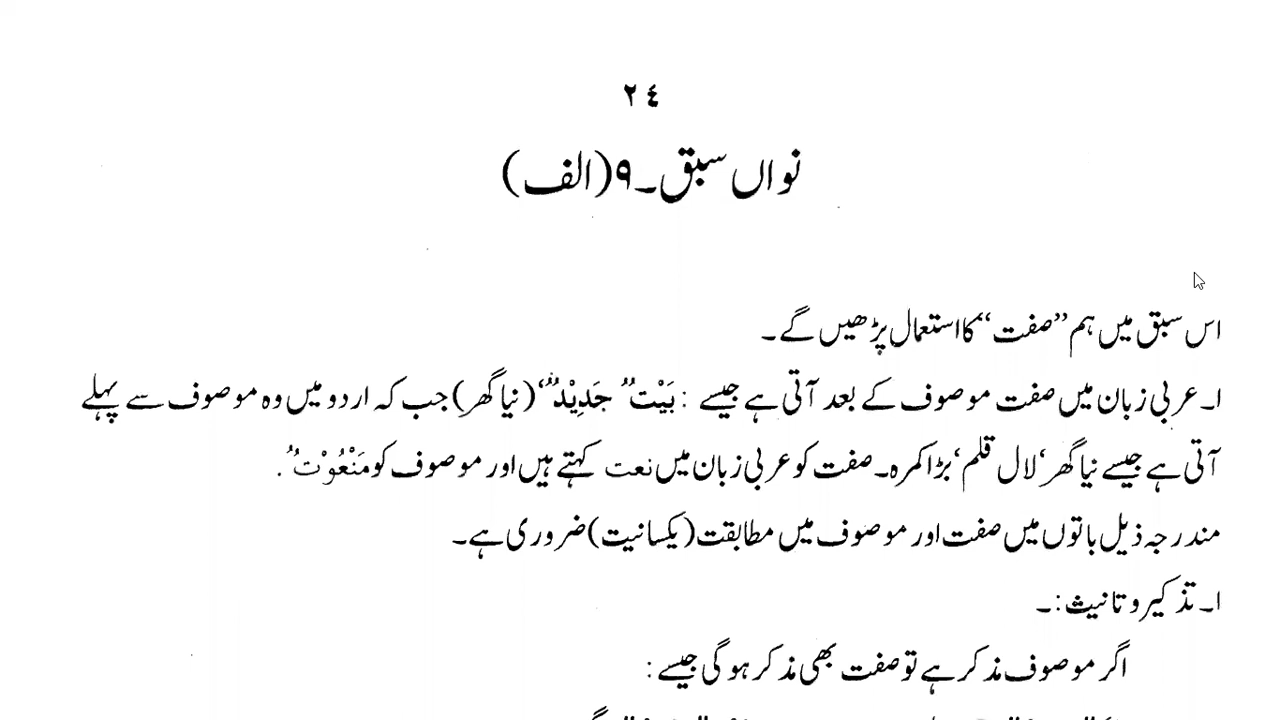 ٢٤
نواں سبق۔۹(الف)
اس سبق میں ہم ”صفت“ کا استعمال پڑھیں گے۔
۱۔ عربی زبان میں صفت موصوف کے بعد آتی ہے جیسے : بَيْتٌ جَدِيْدٌ‘ (نیا گھر) جب کہ اردو میں وہ موصوف سے پہلے
آتی ہے جیسے نیا گھر‘ لال قلم‘ بڑا کمرہ۔ صفت کو عربی زبان میں نعت کہتے ہیں اور موصوف کو مَنْعُوْتٌ .
مندرجہ ذیل باتوں میں صفت اور موصوف میں مطابقت (یکسانیت) ضروری ہے۔
۱۔ تذکیر و تانیث:۔
اگر موصوف مذکر ہے تو صفت بھی مذکر ہوگی جیسے :